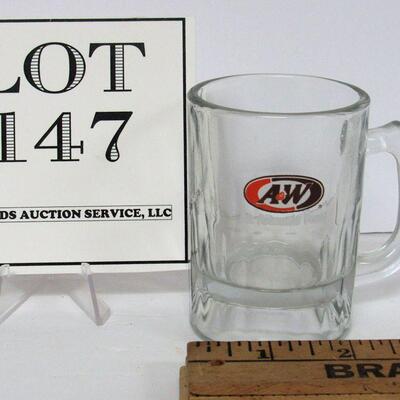 LOT
147
DS AUCTION SERVICE, LLC
A&W
1 2
BRA